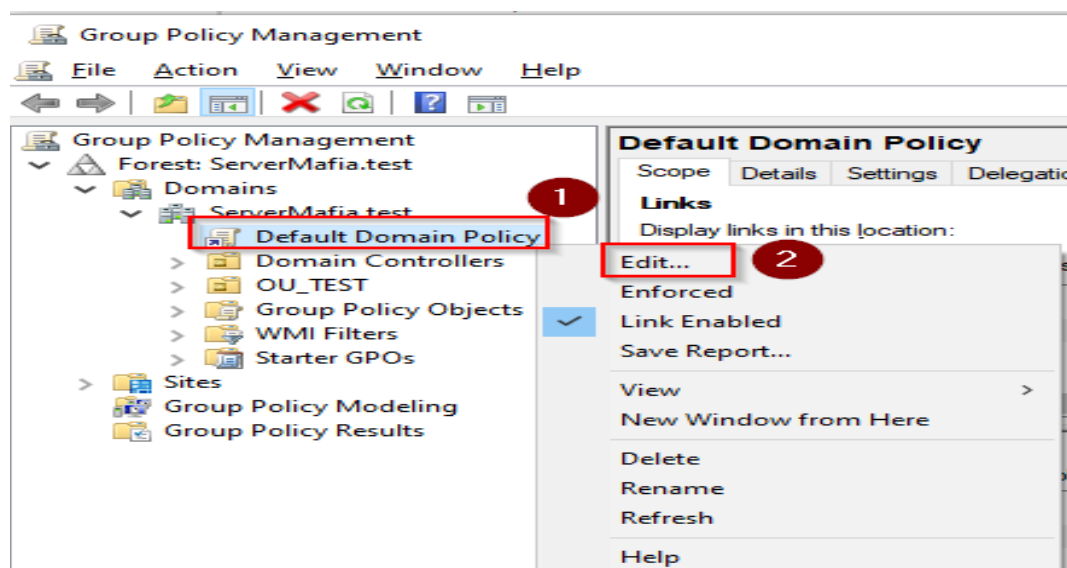 Group Policy Management
File Action View Window Help
Group Policy Management
Forest: ServerMafia.test
Domains
ServerMafia.test
Default Domain Policy
Domain Controllers
OU_TEST
Group Policy Objects
WMI Filters
Starter GPOs
Sites
Group Policy Modeling
Group Policy Results
1
Default Domain Policy
Scope Details Settings
Links
Display links in this location:
Edit...
2
Enforced
Link Enabled
Save Report...
View
New Window from Here
Delete
Rename
Refresh
Help